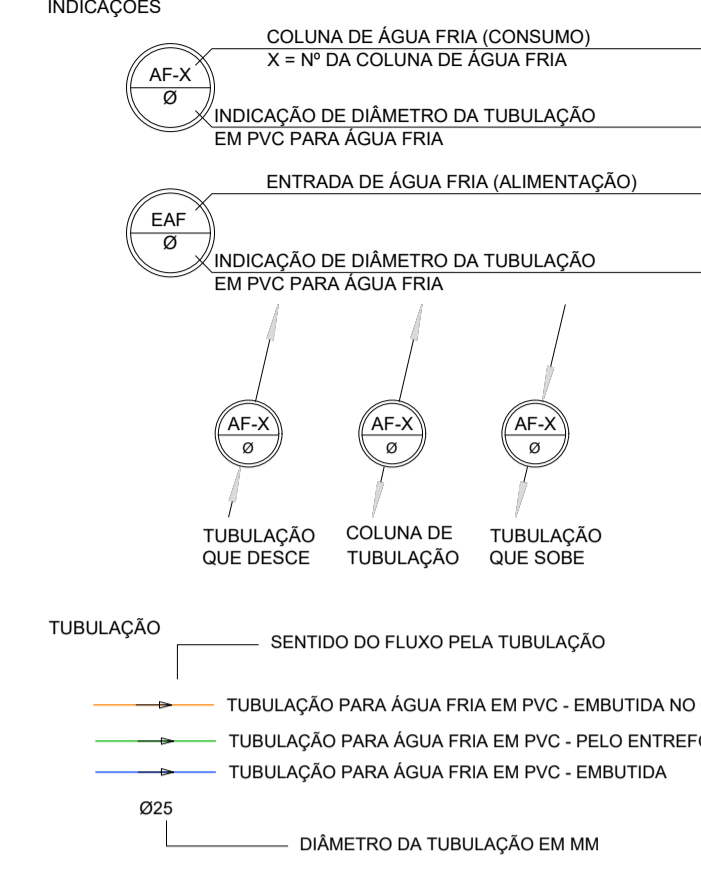 INDICAÇÕES
COLUNA DE ÁGUA FRIA (CONSUMO)
X = Nº DA COLUNA DE ÁGUA FRIA
AF-X
Ø
INDICAÇÃO DE DIÂMETRO DA TUBULAÇÃO
EM PVC PARA ÁGUA FRIA
ENTRADA DE ÁGUA FRIA (ALIMENTAÇÃO)
EAF
Ø
INDICAÇÃO DE DIÂMETRO DA TUBULAÇÃO
EM PVC PARA ÁGUA FRIA
AF-X AF-X AF-X
Ø Ø Ø
TUBULAÇÃO COLUNA DE TUBULAÇÃO
QUE DESCE TUBULAÇÃO QUE SOBE
TUBULAÇÃO
SENTIDO DO FLUXO PELA TUBULAÇÃO
TUBULAÇÃO PARA ÁGUA FRIA EM PVC - EMBUTIDA NO
TUBULAÇÃO PARA ÁGUA FRIA EM PVC - PELO
TUBULAÇÃO PARA ÁGUA FRIA EM PVC - EMBUTIDA
Ø25
DIÂMETRO DA TUBULAÇÃO EM MM